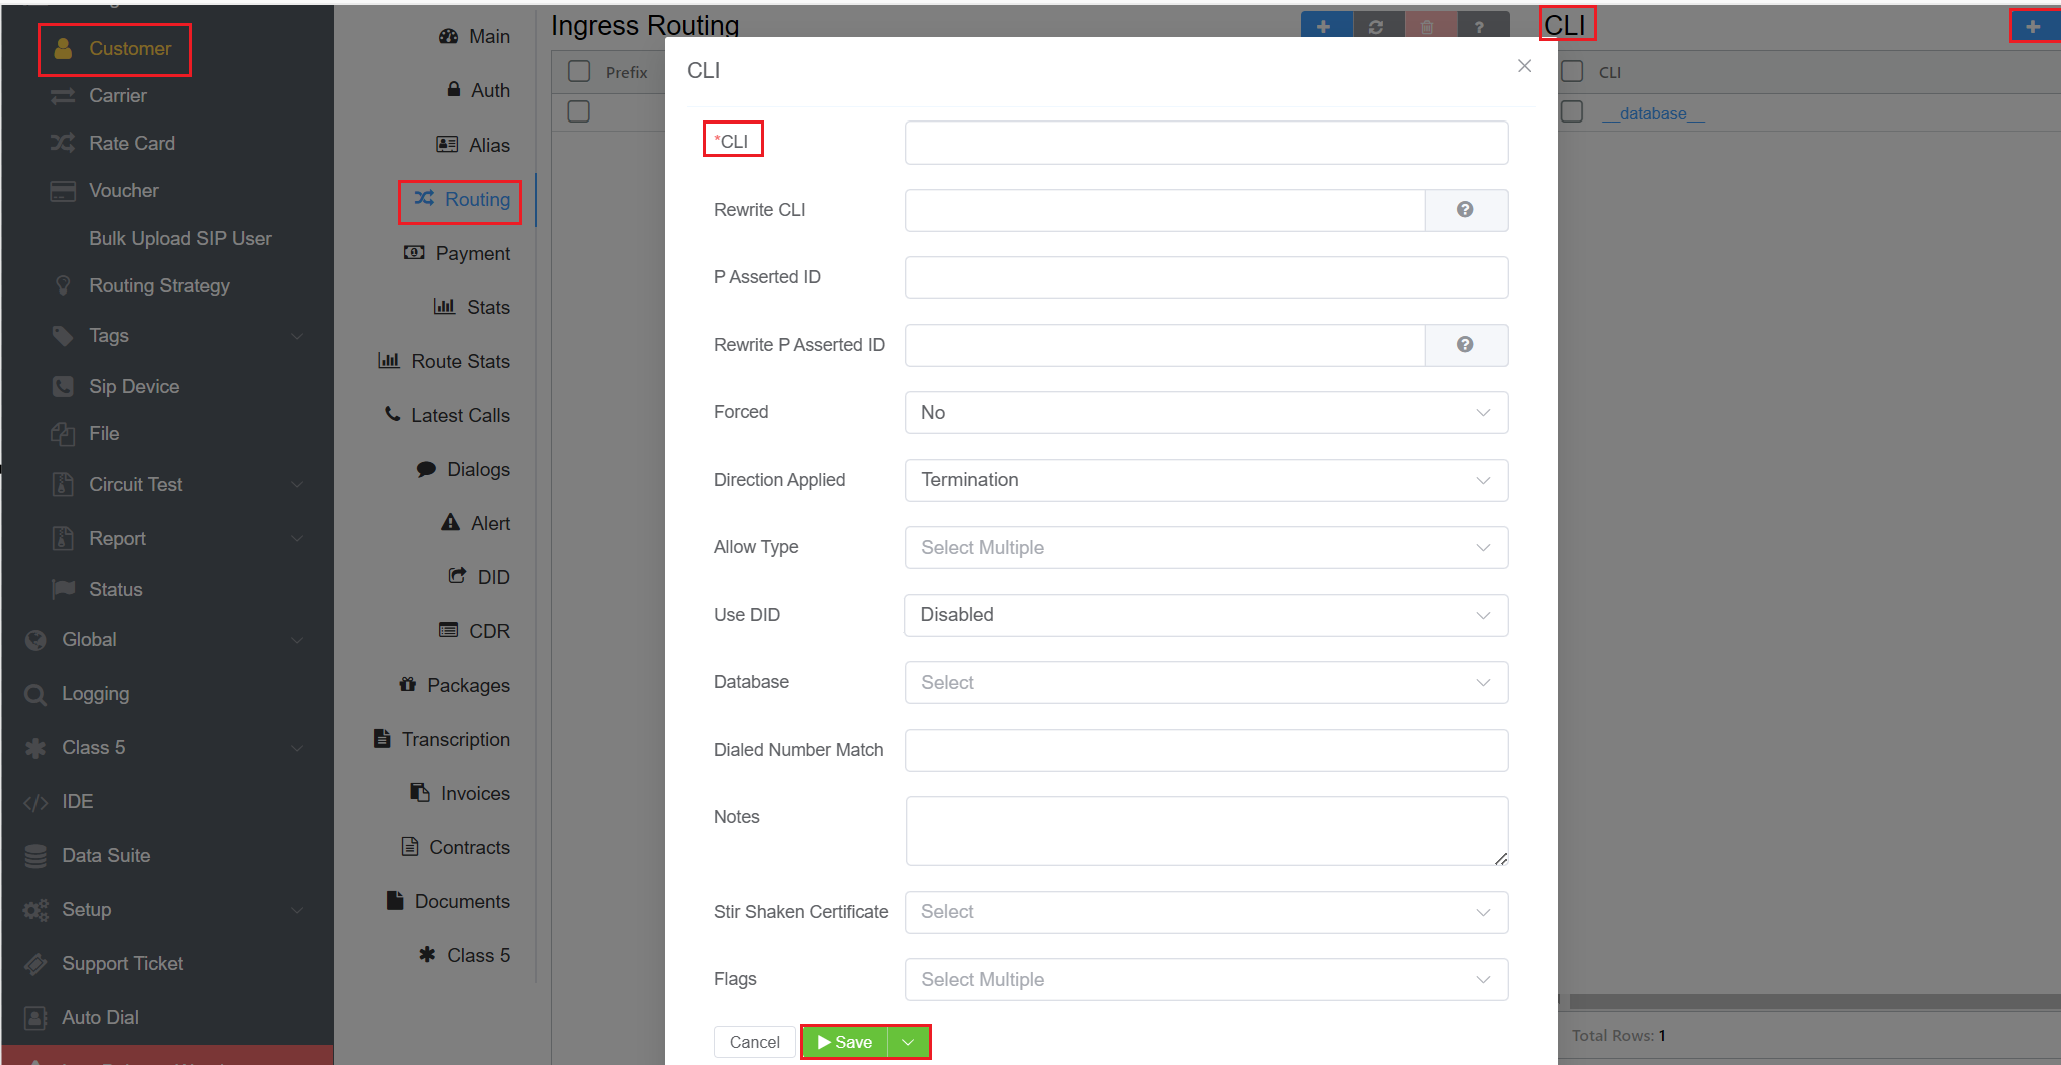 Customer
Carrier
Rate Card
Voucher
Bulk Upload SIP User
Routing Strategy
Tags
Sip Device
File
Circuit Test
Report
Status
Global
Logging
Class 5
IDE
Data Suite
Setup
Support Ticket
Auto Dial
Main
Auth
Alias
Routing
Payment
Stats
Route Stats
Latest Calls
Dialogs
Alert
DID
CDR
Packages
Transcription
Invoices
Contracts
Documents
Class 5
Ingress Routing
Prefix
CLI
*CLI
Rewrite CLI
P Asserted ID
Rewrite P Asserted ID
Forced No
Direction Applied Termination
Allow Type Select Multiple
Use DID Disabled
Database Select
Dialed Number Match
Notes
Stir Shaken Certificate Select
Flags Select Multiple
Cancel Save
CLI
CLI
__database__
Total Rows: 1